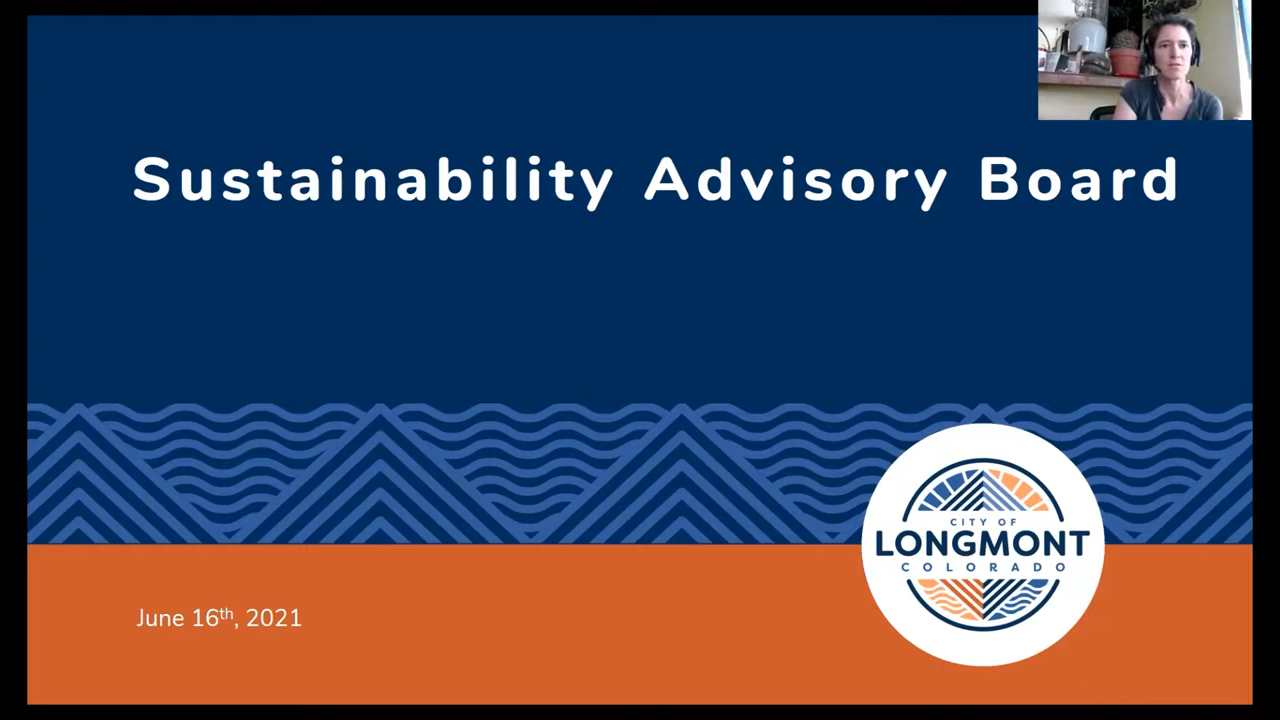 Sustainability Advisory Board
CITY OF
LONGMONT
COLORADO
June 16th, 2021